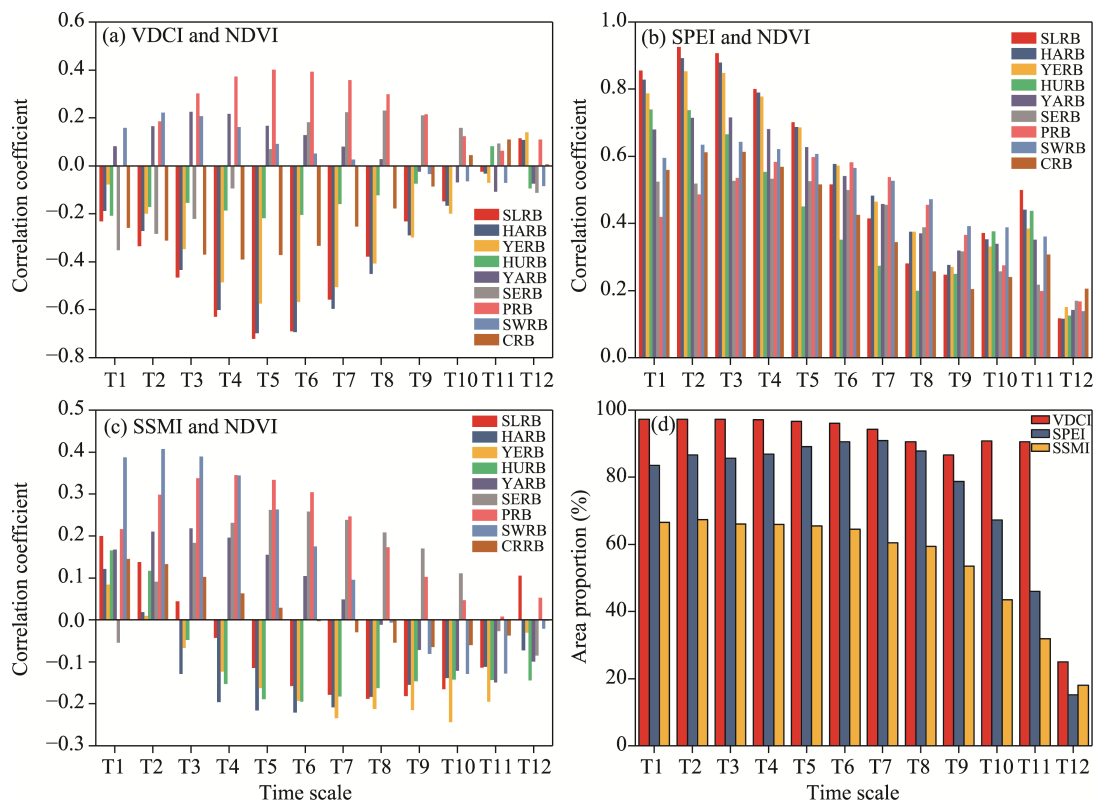 (a) VDCI and NDVI
Correlation coefficient
0.6
0.4
0.2
0.0
−0.2
−0.4
−0.6
−0.8
SLRB
HARB
YERB
HURB
YARB
SERB
PRB
SWRB
CRB
T1 T2 T3 T4 T5 T6 T7 T8 T9 T10 T11 T12
(b) SPEI and NDVI
Correlation coefficient
1.0
0.8
0.6
0.4
0.2
0.0
SLRB
HARB
YERB
HURB
YARB
SERB
PRB
SWRB
CRB
T1 T2 T3 T4 T5 T6 T7 T8 T9 T10 T11 T12
(c) SSMI and NDVI
Correlation coefficient
0.5
0.4
0.3
0.2
0.1
0.0
−0.1
−0.2
−0.3
SLRB
HARB
YERB
HURB
YARB
SERB
PRB
SWRB
CRRB
T1 T2 T3 T4 T5 T6 T7 T8 T9 T10 T11 T12
Time scale
(d)
Area proportion (%)
100
80
60
40
20
0
VDCI
SPEI
SSMI
T1 T2 T3 T4 T5 T6 T7 T8 T9 T10 T11 T12
Time scale